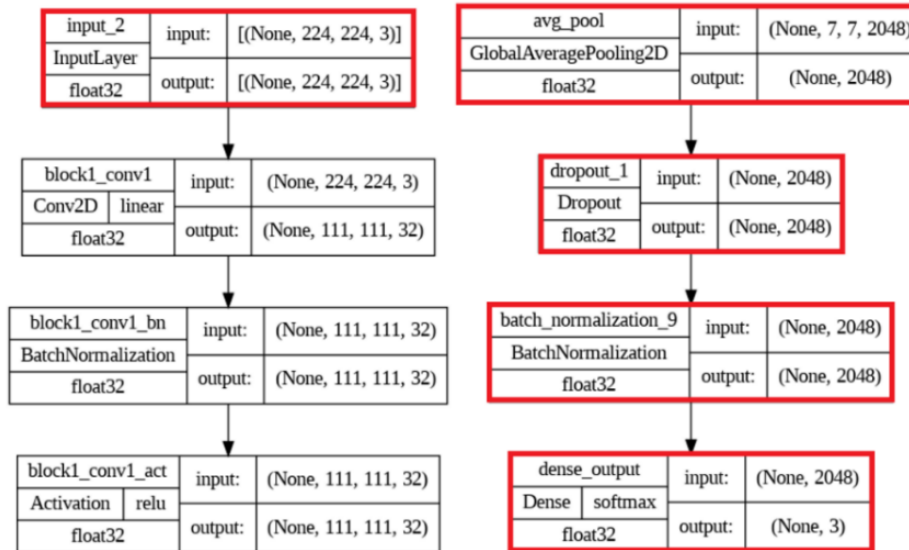 input_2
InputLayer
float32
input:
[(None, 224, 224, 3)]
output:
[(None, 224, 224, 3)]
block1_conv1
Conv2D
linear
float32
input:
(None, 224, 224, 3)
output:
(None, 111, 111, 32)
block1_conv1_bn
BatchNormalization
float32
input:
(None, 111, 111, 32)
output:
(None, 111, 111, 32)
block1_conv1_act
Activation
relu
float32
input:
(None, 111, 111, 32)
output:
(None, 111, 111, 32)
avg_pool
GlobalAveragePooling2D
float32
input:
(None, 7, 7, 2048)
output:
(None, 2048)
dropout_1
Dropout
float32
input:
(None, 2048)
output:
(None, 2048)
batch_normalization_9
BatchNormalization
float32
input:
(None, 2048)
output:
(None, 2048)
dense_output
Dense
softmax
float32
input:
(None, 2048)
output:
(None, 3)